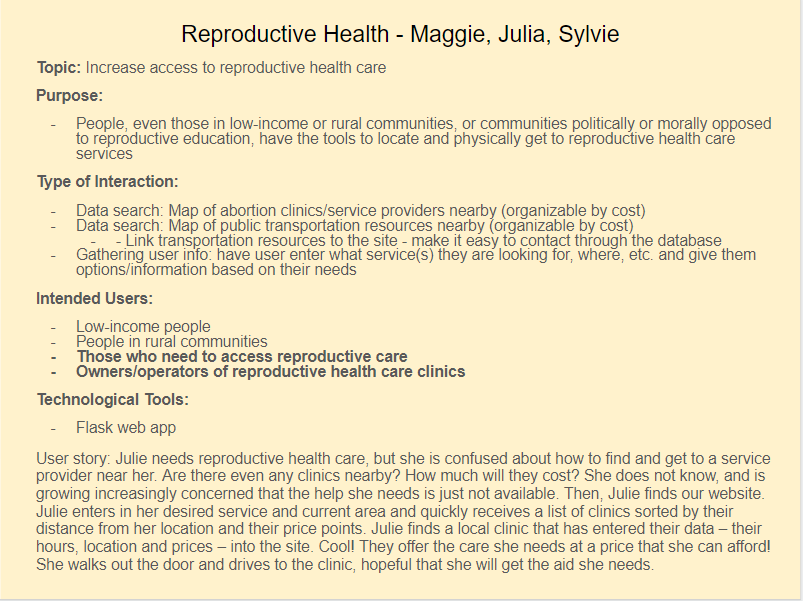 Reproductive Health - Maggie, Julia, Sylvie
Topic: Increase access to reproductive health care
Purpose:
- People, even those in low-income or rural communities, or communities politically or morally opposed
to reproductive education, have the tools to locate and physically get to reproductive health care
services
Type of Interaction:
- Data search: Map of abortion clinics/service providers nearby (organizable by cost)
- Data search: Map of public transportation resources nearby (organizable by cost)
- - Link transportation resources to the site - make it easy to contact through the database
- Gathering user info: have user enter what service(s) they are looking for, where, etc. and give them
options/information based on their needs
Intended Users:
- Low-income people
- People in rural communities
- Those who need to access reproductive care
- Owners/operators of reproductive health care clinics
Technological Tools:
- Flask web app
User story: Julie needs reproductive health care, but she is confused about how to find and get to a service
provider near her. Are there even any clinics nearby? How much will they cost? She does not know, and is
growing increasingly concerned that the help she needs is just not available. Then, Julie finds our website.
Julie enters in her desired service and current area and quickly receives a list of clinics sorted by their
distance from her location and their price points. Julie finds a local clinic that has entered their data – their
hours, location and prices – into the site. Cool! They offer the care she needs at a price that she can afford!
She walks out the door and drives to the clinic, hopeful that she will get the aid she needs.